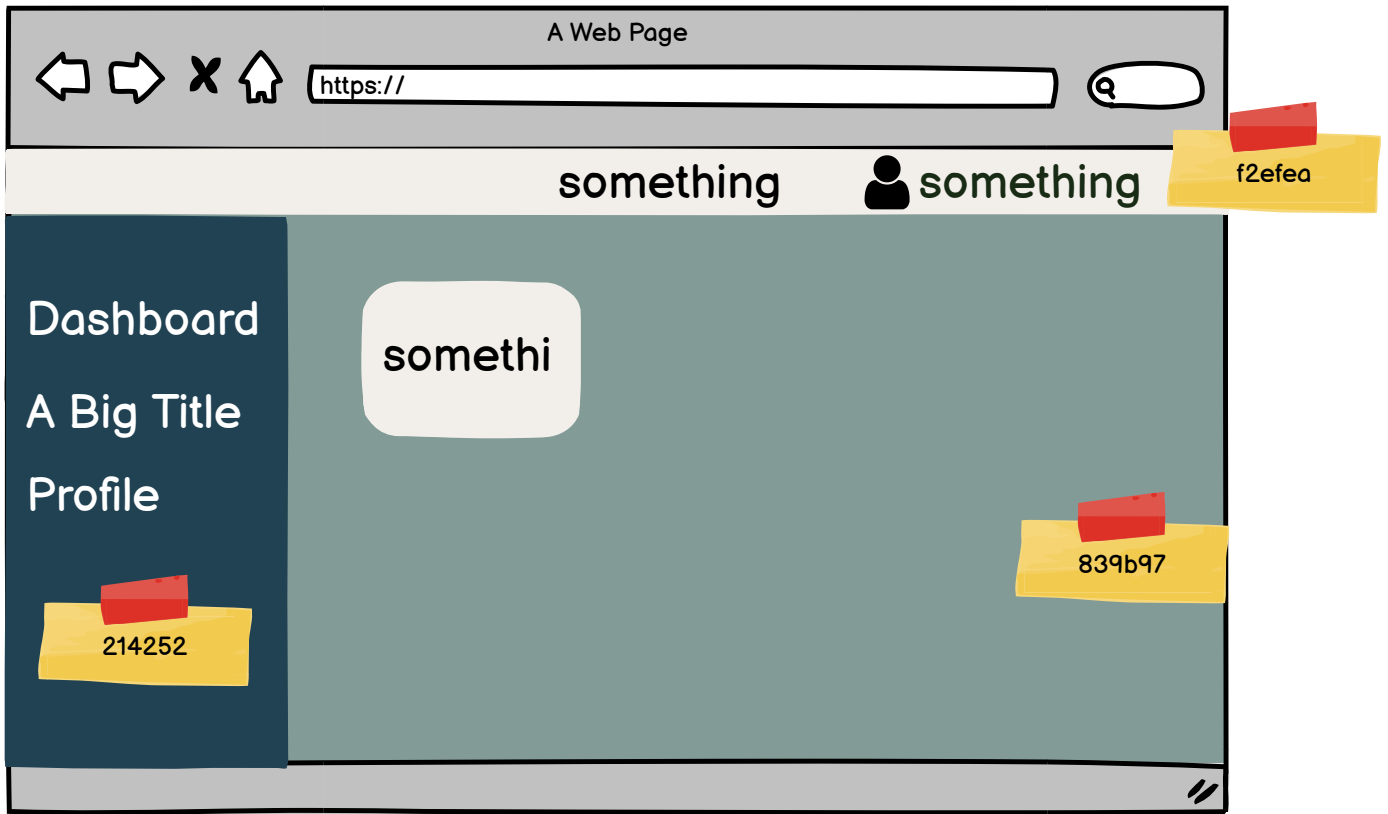 A Web Page
https://
something
something
f2efea
Dashboard
somethi
A Big Title
Profile
839b97
214252